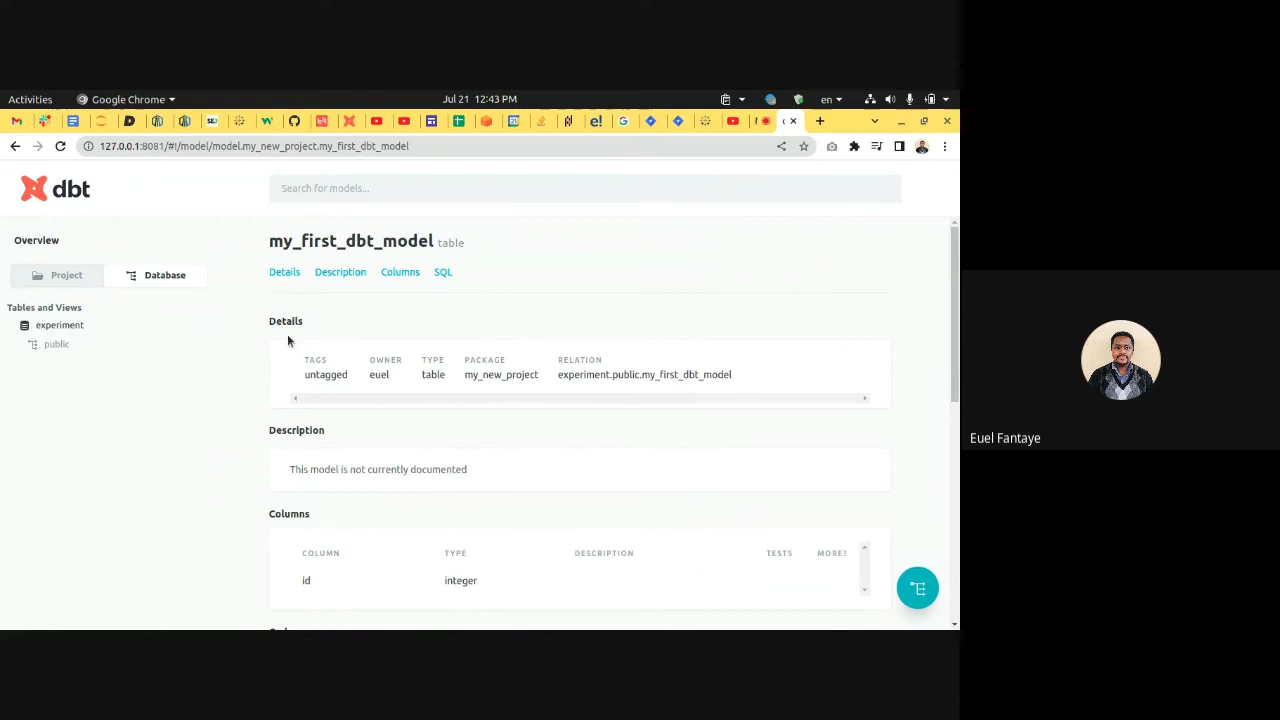 Activities
Google Chrome
Jul 21 12:43 PM
en
127.0.0.1:8081/#!/model/model.my_new_project.my_first_dbt_model
dbt
Search for models...
Overview
Project
Database
Tables and Views
experiment
public
my_first_dbt_model table
Details
Description
Columns
SQL
Details
TAGS
OWNER
TYPE
PACKAGE
RELATION
untagged
euel
table
my_new_project
experiment.public.my_first_dbt_model
Description
This model is not currently documented
Columns
COLUMN
TYPE
DESCRIPTION
TESTS
MORE?
id
integer
Euel Fantaye